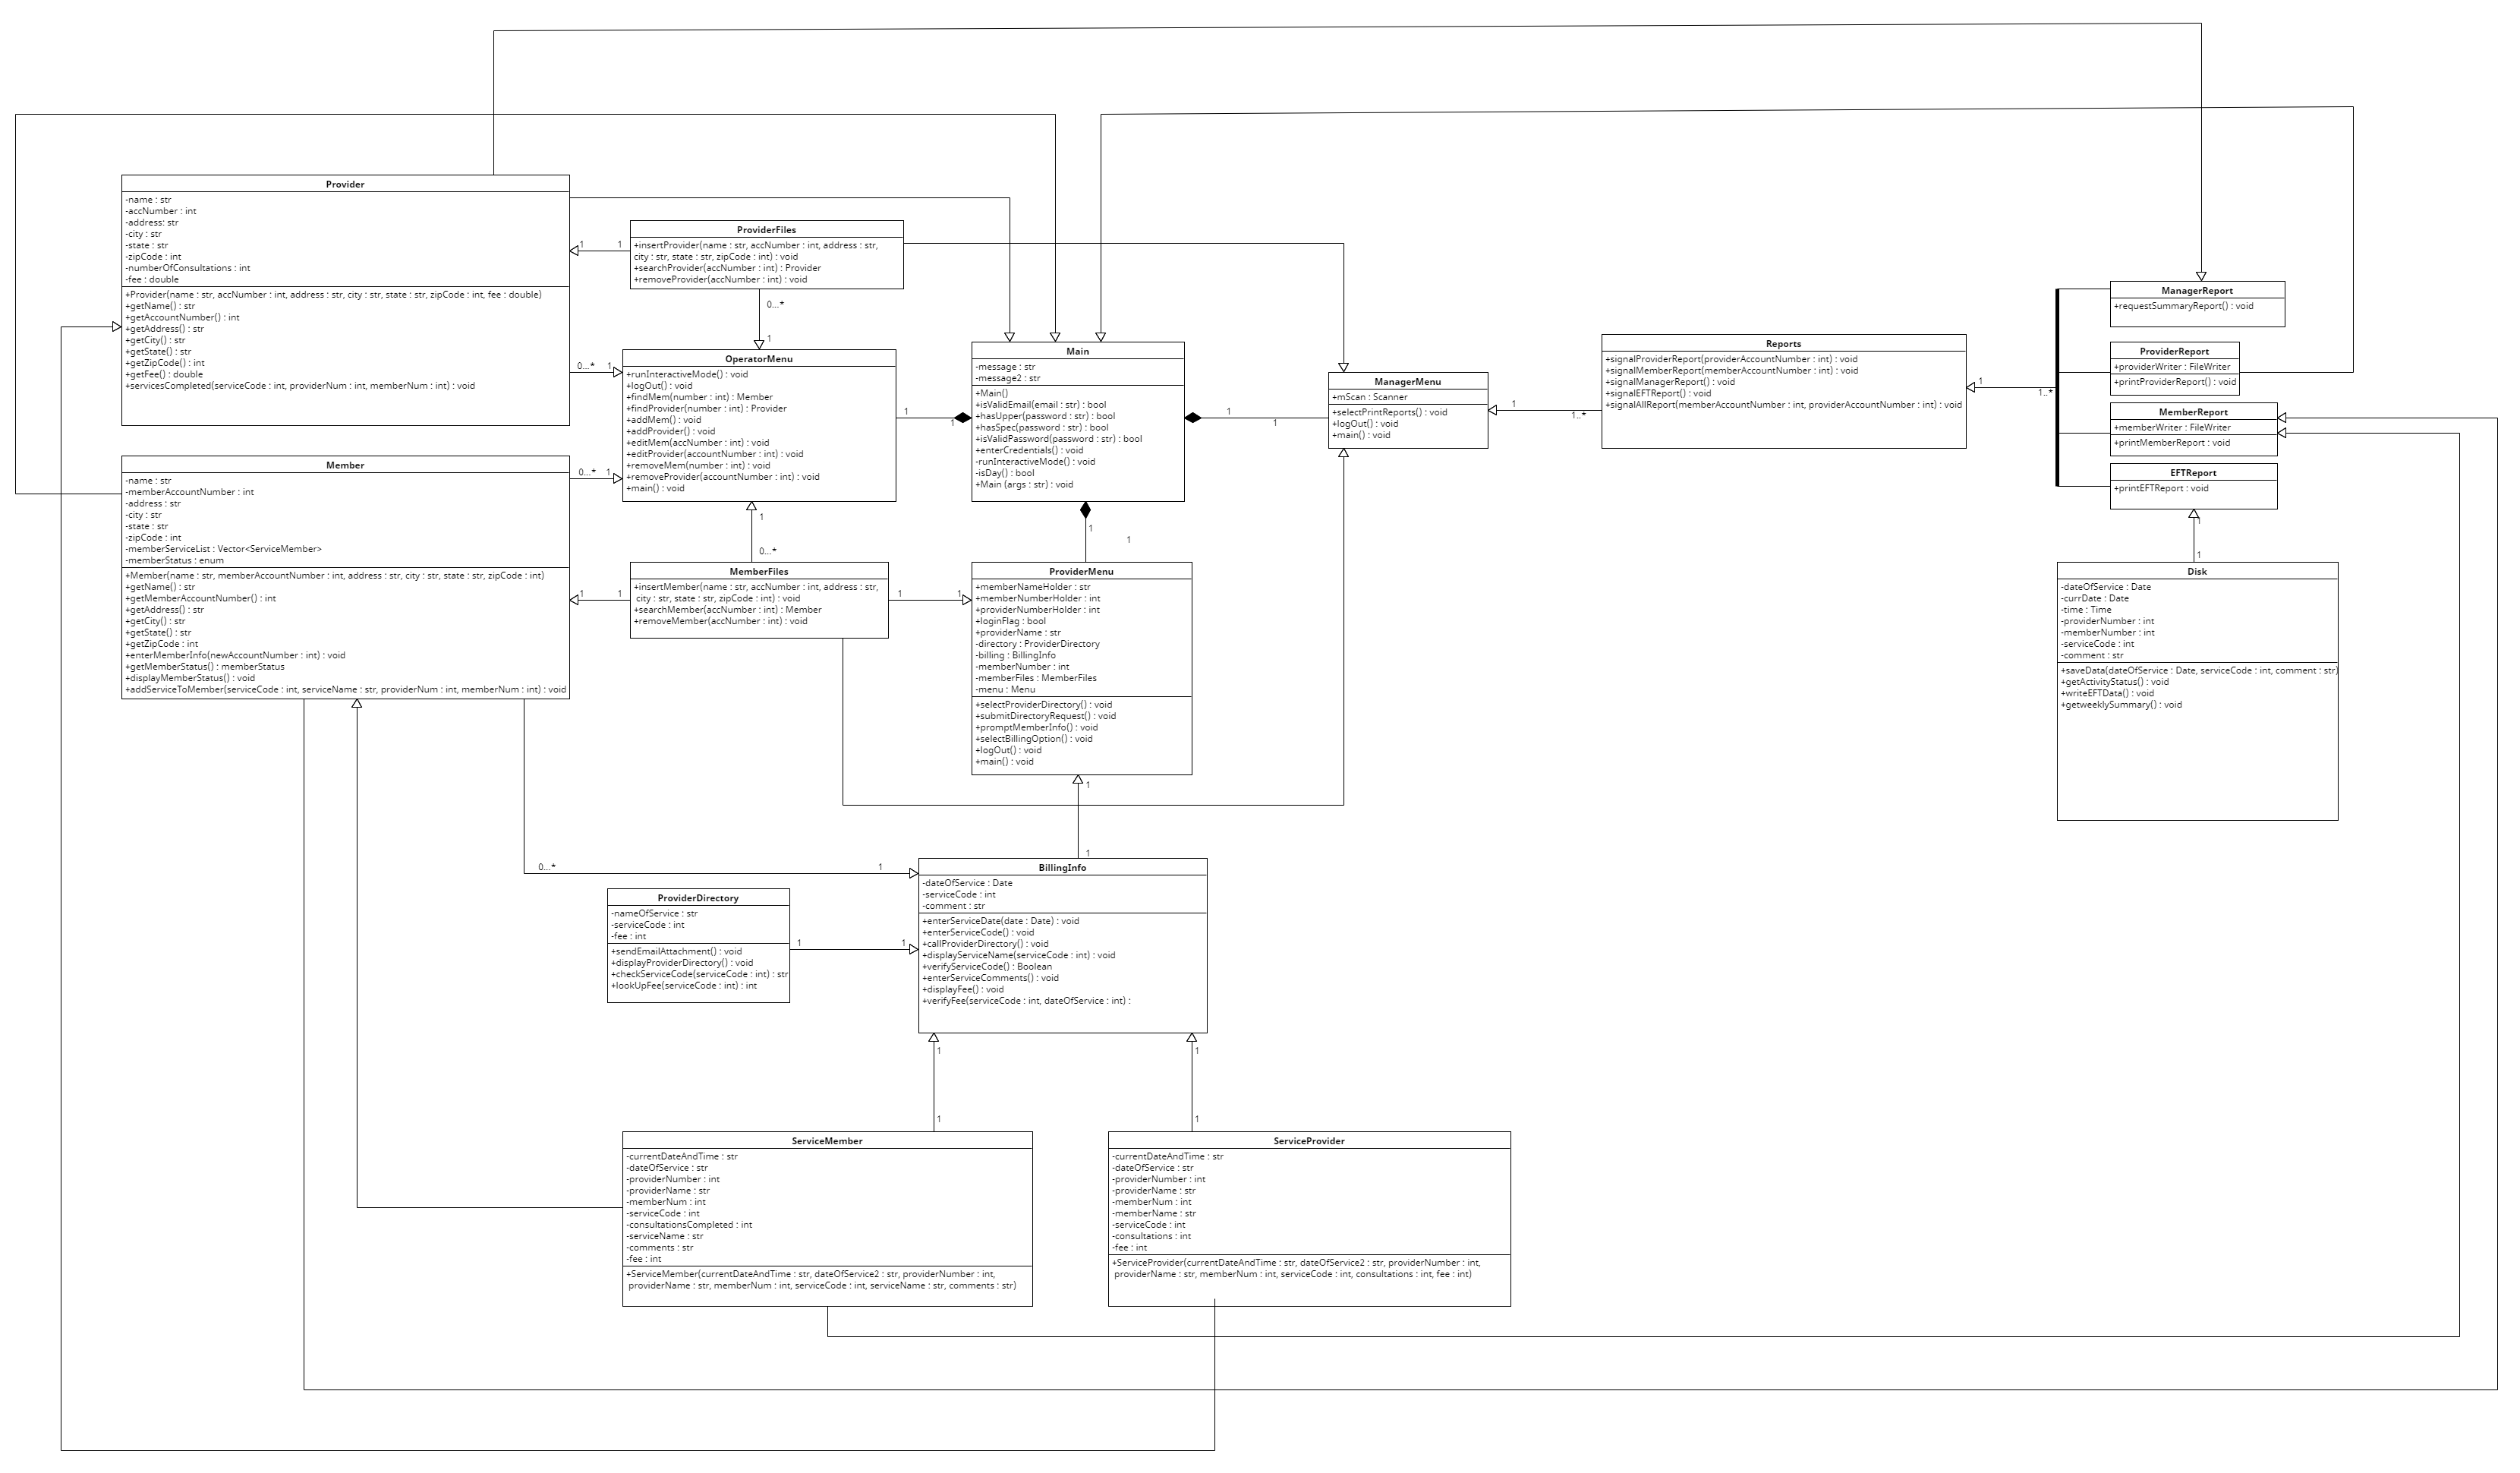 Provider
-name : str
-accNumber : int
-address: str
-city : str
-state : str
-zipCode : int
-numberOfConsultations : int
-fee : double
+Provider(name : str, accNumber : int, address : str, city : str, state : str, zipCode : int, fee : double)
+getName() : str
+getAccountNumber() : int
+getAddress() : str
+getCity() : str
+getState() : str
+getZipCode() : int
+getFee() : double
+servicesCompleted(serviceCode : int, providerNum : int, memberNum : int) : void
1
1
ProviderFiles
+insertProvider(name : str, accNumber : int, address : str,
city : str, state : str, zipCode : int) : void
+searchProvider(accNumber : int) : Provider
+removeProvider(accNumber : int) : void
0...*
1
0...*
1
OperatorMenu
+runInteractiveMode() : void
+logOut() : void
+findMem(number : int) : Member
+findProvider(number : int) : Provider
+addMem() : void
+addProvider() : void
+editMem(accNumber : int) : void
+editProvider(accountNumber : int) : void
+removeMem(number : int) : void
+removeProvider(accountNumber : int) : void
+main() : void
1
1
Main
-message : str
-message2 : str
+Main()
+isValidEmail(email : str) : bool
+hasUpper(password : str) : bool
+hasSpec(password : str) : bool
+isValidPassword(password : str) : bool
+enterCredentials() : void
-runInteractiveMode() : void
-isDay() : bool
+Main (args : str) : void
1
1
ManagerMenu
+mScan : Scanner
+selectPrintReports() : void
+logOut() : void
+main() : void
1
1..*
Reports
+signalProviderReport(providerAccountNumber : int) : void
+signalMemberReport(memberAccountNumber : int) : void
+signalManagerReport() : void
+signalEFTReport() : void
+signalAllReport(memberAccountNumber : int, providerAccountNumber : int) : void
1
1..*
ManagerReport
+requestSummaryReport() : void
ProviderReport
+providerWriter : FileWriter
+printProviderReport() : void
MemberReport
+memberWriter : FileWriter
+printMemberReport : void
EFTReport
+printEFTReport : void
1
1
Disk
-dateOfService : Date
-currDate : Date
-time : Time
-providerNumber : int
-memberNumber : int
-serviceCode : int
-comment : str
+saveData(dateOfService : Date, serviceCode : int, comment : str)
+getActivityStatus() : void
+writeEFTData() : void
+getweeklySummary() : void
Member
-name : str
-memberAccountNumber : int
-address : str
-city : str
-state : str
-zipCode : int
-memberServiceList : Vector<ServiceMember>
-memberStatus : enum
+Member(name : str, memberAccountNumber : int, address : str, city : str, state : str, zipCode : int)
+getName() : str
+getMemberAccountNumber() : int
+getAddress() : str
+getCity() : str
+getState() : str
+getZipCode : int
+enterMemberInfo(newAccountNumber : int) : void
+getMemberStatus() : memberStatus
+displayMemberStatus() : void
+addServiceToMember(serviceCode : int, serviceName : str, providerNum : int, memberNum : int) : void
0...*
1
1
0...*
1
1
MemberFiles
+insertMember(name : str, accNumber : int, address : str,
city : str, state : str, zipCode : int) : void
+searchMember(accNumber : int) : Member
+removeMember(accNumber : int) : void
1
1
1
1
ProviderMenu
+memberNameHolder : str
+memberNumberHolder : int
+providerNumberHolder : int
+loginFlag : bool
+providerName : str
-directory : ProviderDirectory
-billing : BillingInfo
-memberNumber : int
-memberFiles : MemberFiles
-menu : Menu
+selectProviderDirectory() : void
+submitDirectoryRequest() : void
+promptMemberInfo() : void
+selectBillingOption() : void
+logOut() : void
+main() : void
1
1
0...*
1
ProviderDirectory
-nameOfService : str
-serviceCode : int
-fee : int
+sendEmailAttachment() : void
+displayProviderDirectory() : void
+checkServiceCode(serviceCode : int) : str
+lookUpFee(serviceCode : int) : int
1
1
BillingInfo
-dateOfService : Date
-serviceCode : int
-comment : str
+enterServiceDate(date : Date) : void
+enterServiceCode() : void
+callProviderDirectory() : void
+displayServiceName(serviceCode : int) : void
+verifyServiceCode() : Boolean
+enterServiceComments() : void
+displayFee() : void
+verifyFee(serviceCode : int, dateOfService : int) :
1
1
1
1
ServiceMember
-currentDateAndTime : str
-dateOfService : str
-providerNumber : int
-providerName : str
-memberNum : int
-serviceCode : int
-consultationsCompleted : int
-serviceName : str
-comments : str
-fee : int
+ServiceMember(currentDateAndTime : str, dateOfService2 : str, providerNumber : int,
providerName : str, memberNum : int, serviceCode : int, serviceName : str, comments : str)
ServiceProvider
-currentDateAndTime : str
-dateOfService : str
-providerNumber : int
-providerName : str
-memberNum : int
-memberName : str
-serviceCode : int
-consultations : int
-fee : int
+ServiceProvider(currentDateAndTime : str, dateOfService2 : str, providerNumber : int,
providerName : str, memberNum : int, serviceCode : int, consultations : int, fee : int)